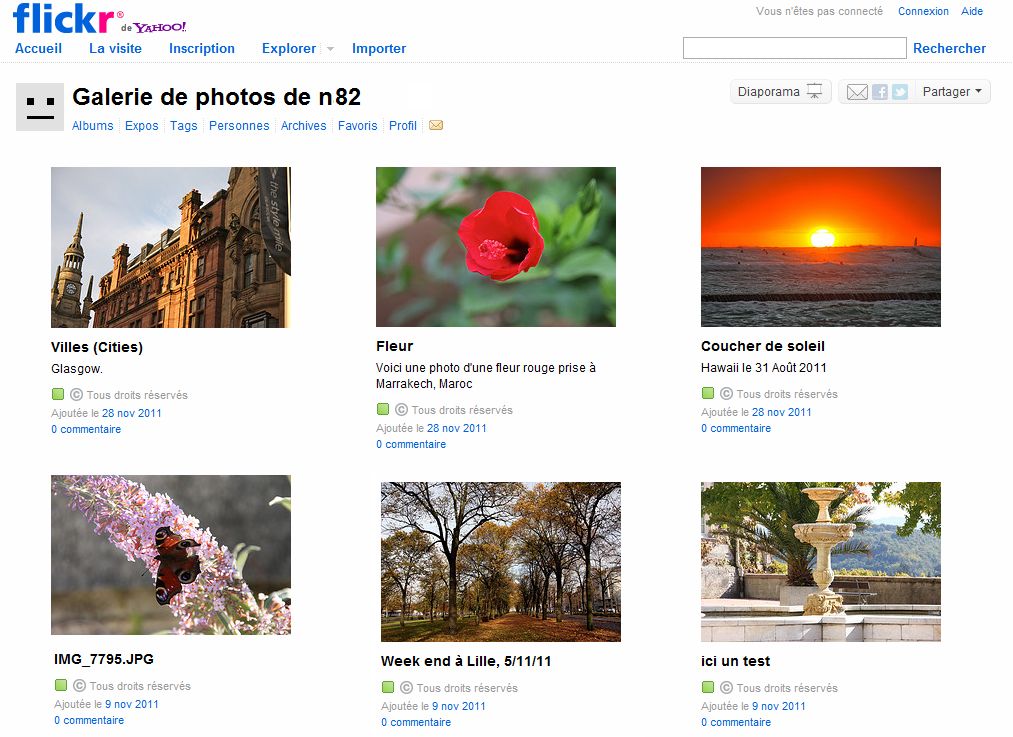 flickr® de YAHOO!
Vous n'êtes pas connecté Connexion Aide
Accueil La visite Inscription Explorer Importer
Rechercher
Galerie de photos de n82
Diaporama Partager
Albums Expos Tags Personnes Archives Favoris Profil
the style mile
Villes (Cities)
Glasgow.
© Tous droits réservés
Ajoutée le 28 nov 2011
0 commentaire
Fleur
Voici une photo d'une fleur rouge prise à
Marrakech, Maroc
© Tous droits réservés
Ajoutée le 28 nov 2011
0 commentaire
Coucher de soleil
Hawaii le 31 Août 2011
© Tous droits réservés
Ajoutée le 28 nov 2011
0 commentaire
IMG_7795.JPG
© Tous droits réservés
Ajoutée le 9 nov 2011
0 commentaire
Week end à Lille, 5/11/11
© Tous droits réservés
Ajoutée le 9 nov 2011
0 commentaire
ici un test
© Tous droits réservés
Ajoutée le 9 nov 2011
0 commentaire